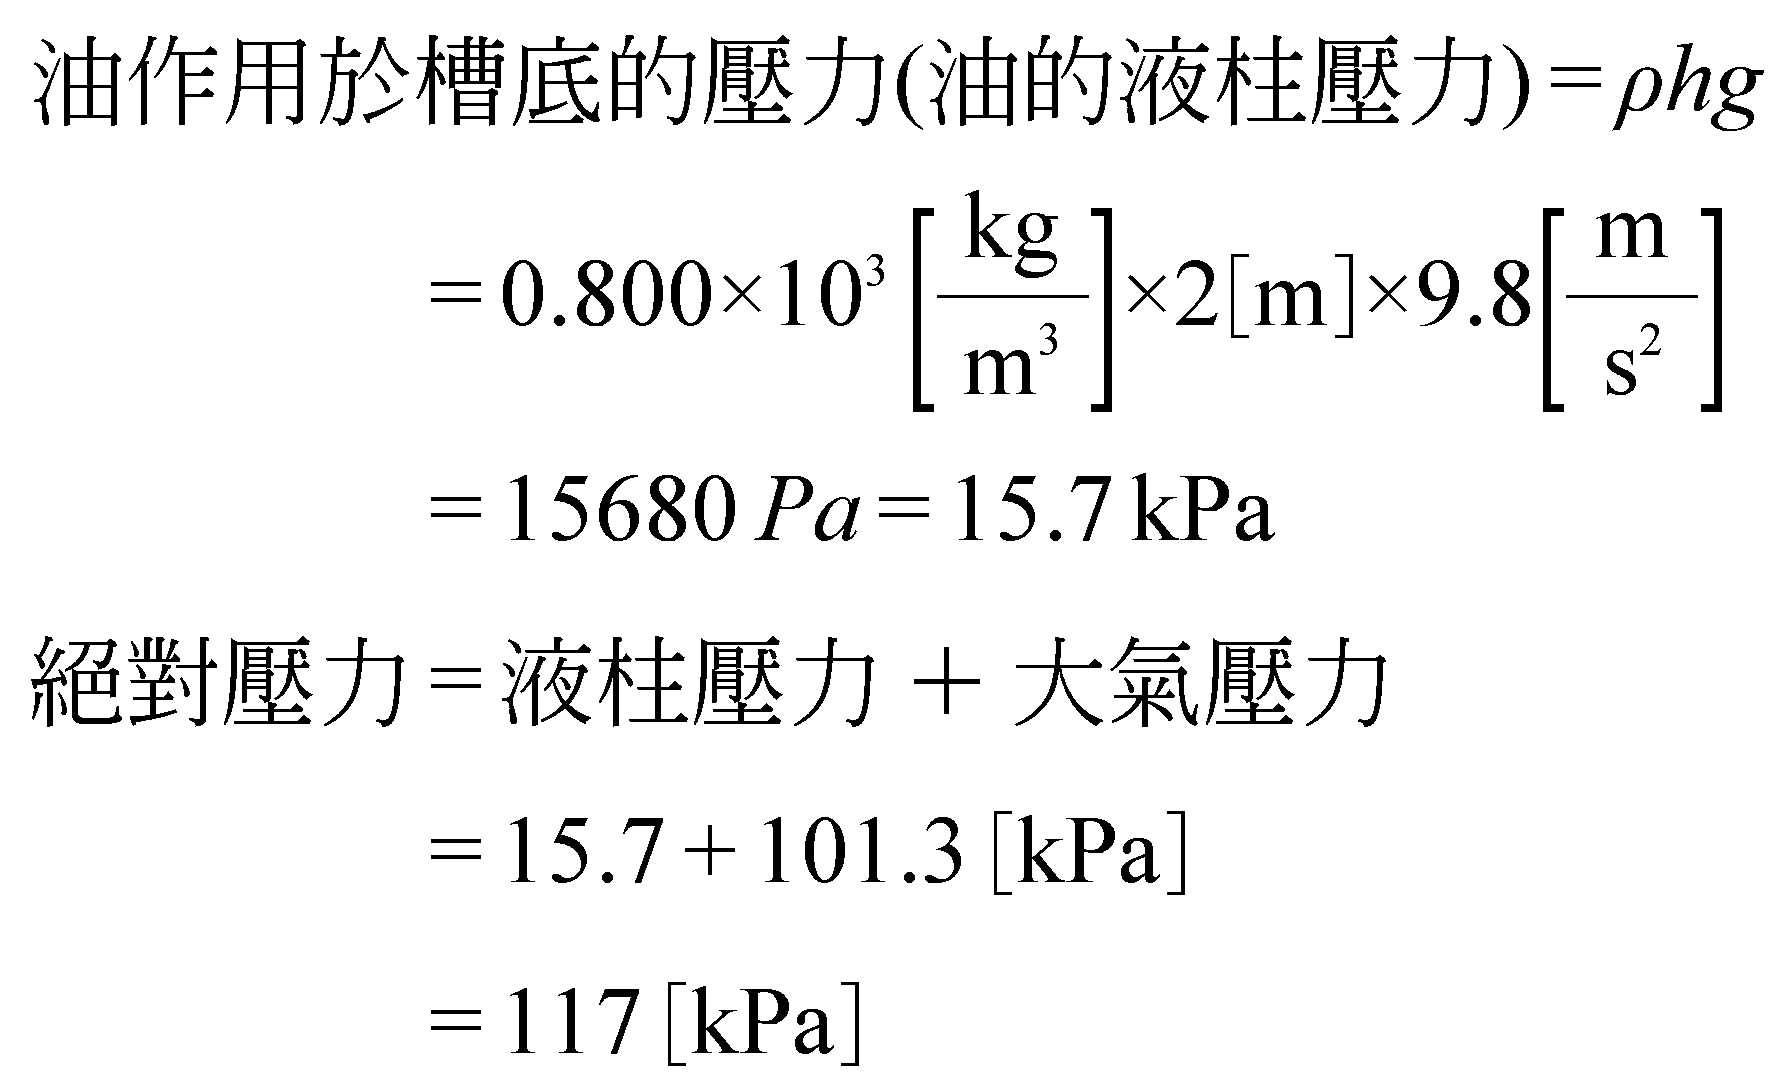 油作用於槽底的壓力(油的液柱壓力) = ρhg
= 0.800×10³ [kg/m³]×2[m]×9.8[m/s²]
= 15680 Pa = 15.7 kPa
絕對壓力 = 液柱壓力 + 大氣壓力
= 15.7 + 101.3 [kPa]
= 117 [kPa]